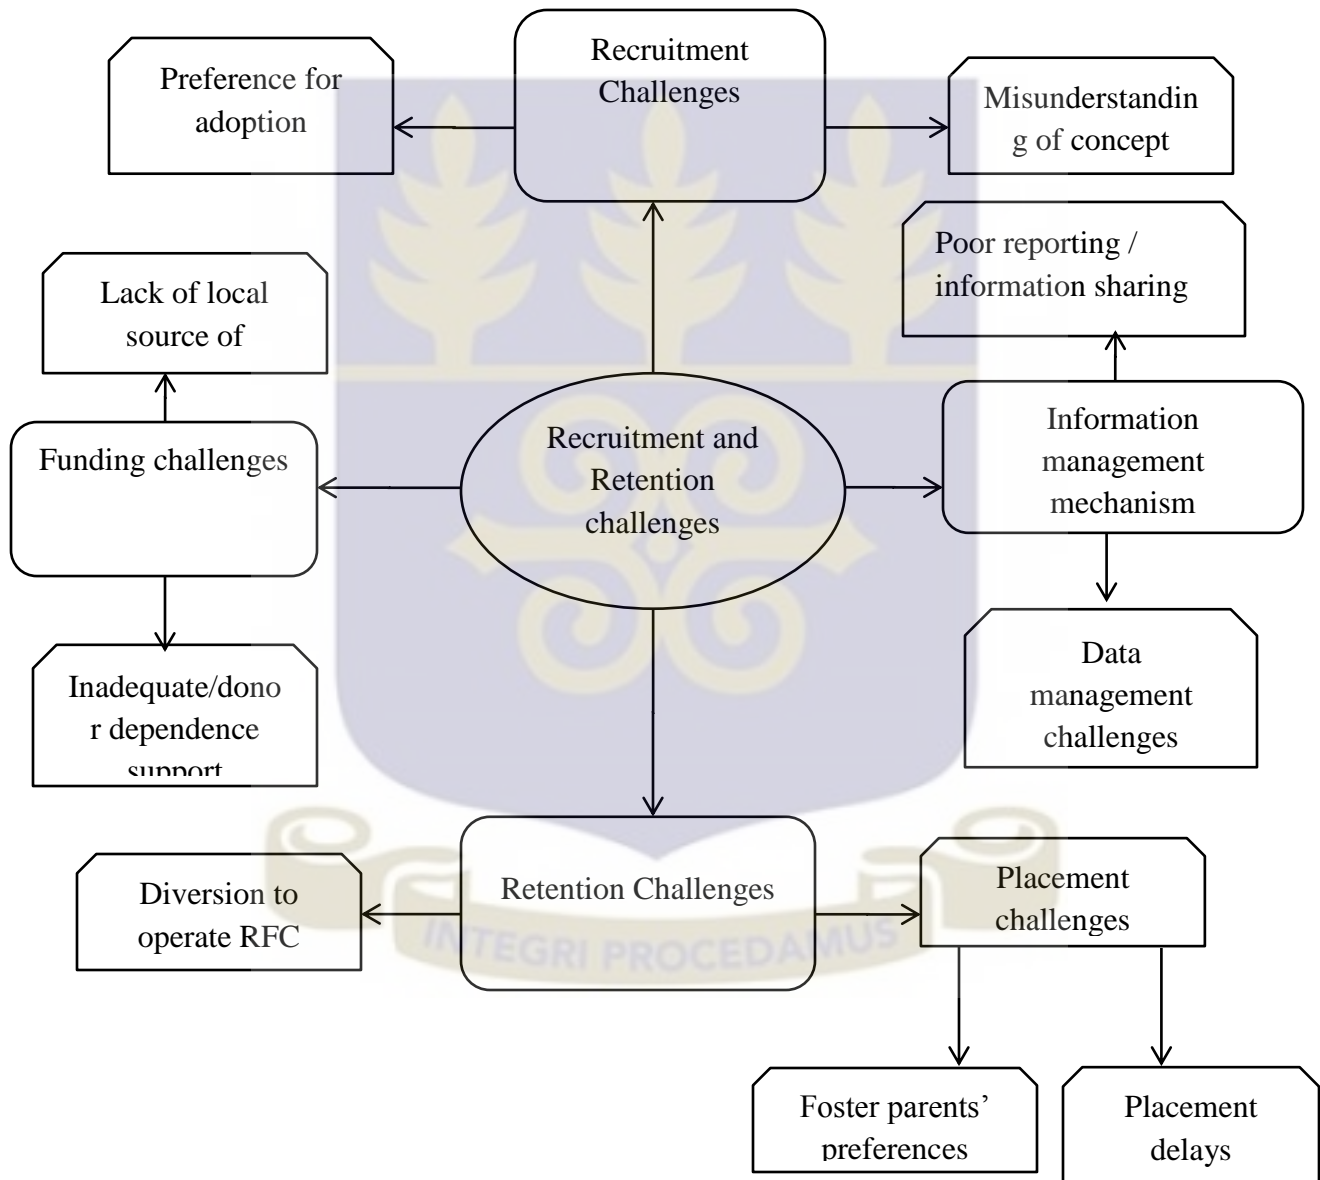 Recruitment
Challenges
Preference for
adoption
Misunderstandin
g of concept
Poor reporting /
information sharing
Lack of local
source of
Information
management
mechanism
Recruitment and
Retention
challenges
Funding challenges
Data
management
challenges
Inadequate/dono
r dependence
support
Retention Challenges
Placement
challenges
Diversion to
operate RFC
INTEGRI PROCEDAMUS
Foster parents’
preferences
Placement
delays